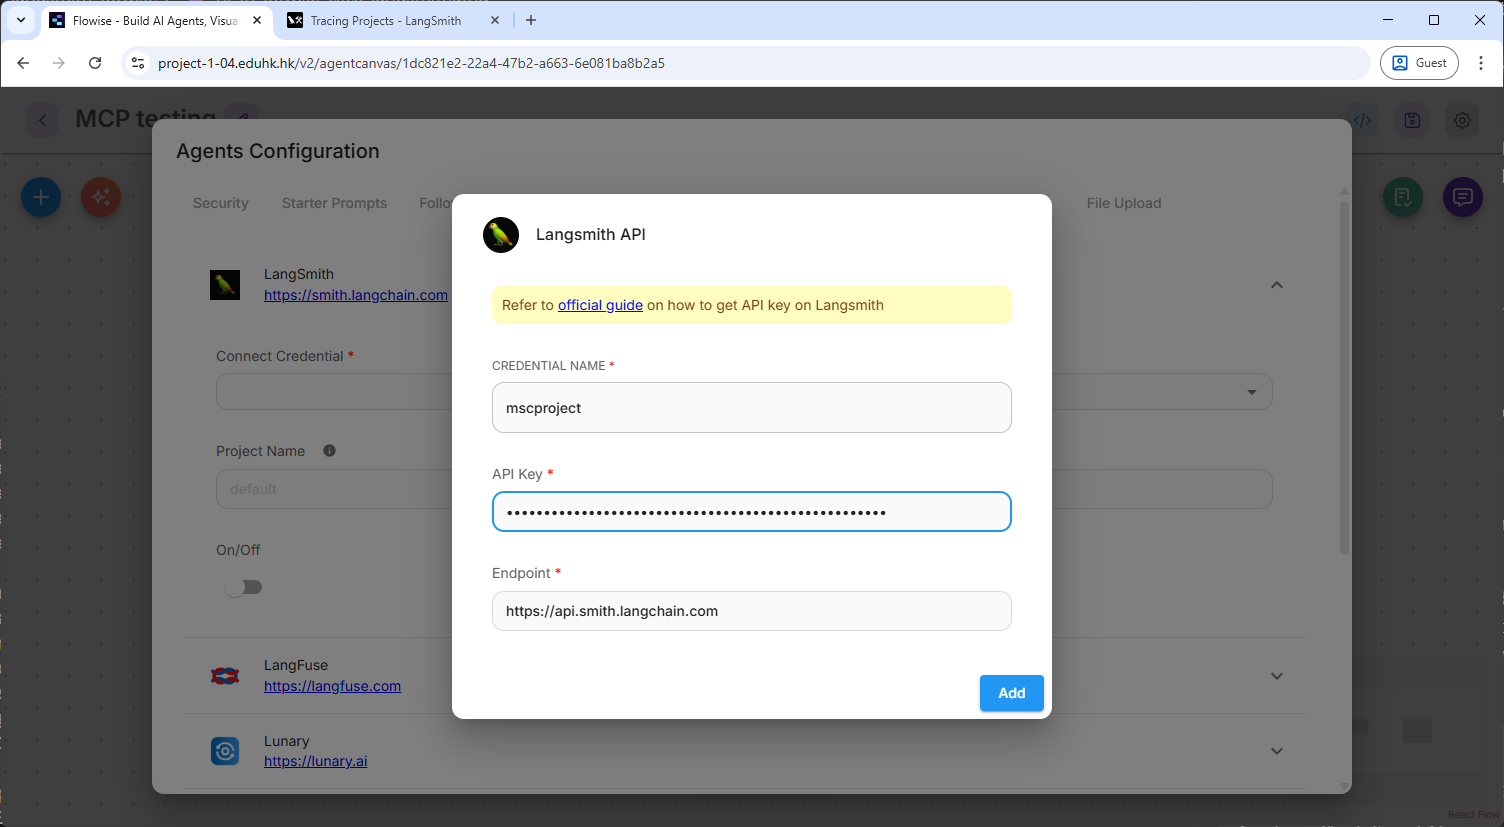 Flowise - Build AI Agents, Visua
Tracing Projects - LangSmith
project-1-04.eduhk.hk/v2/agentcanvas/1dc821e2-22a4-47b2-a663-6e081ba8b2a5
Guest
MCP testing
Agents Configuration
Security
Starter Prompts
Follo
File Upload
LangSmith
https://smith.langchain.com
Connect Credential *
Project Name
default
On/Off
LangFuse
https://langfuse.com
Lunary
https://lunary.ai
Langsmith API
Refer to official guide on how to get API key on Langsmith
CREDENTIAL NAME *
mscproject
API Key *
•••••••••••••••••••••••••••••••••••••••••••••••••••
Endpoint *
https://api.smith.langchain.com
Add
React Flow